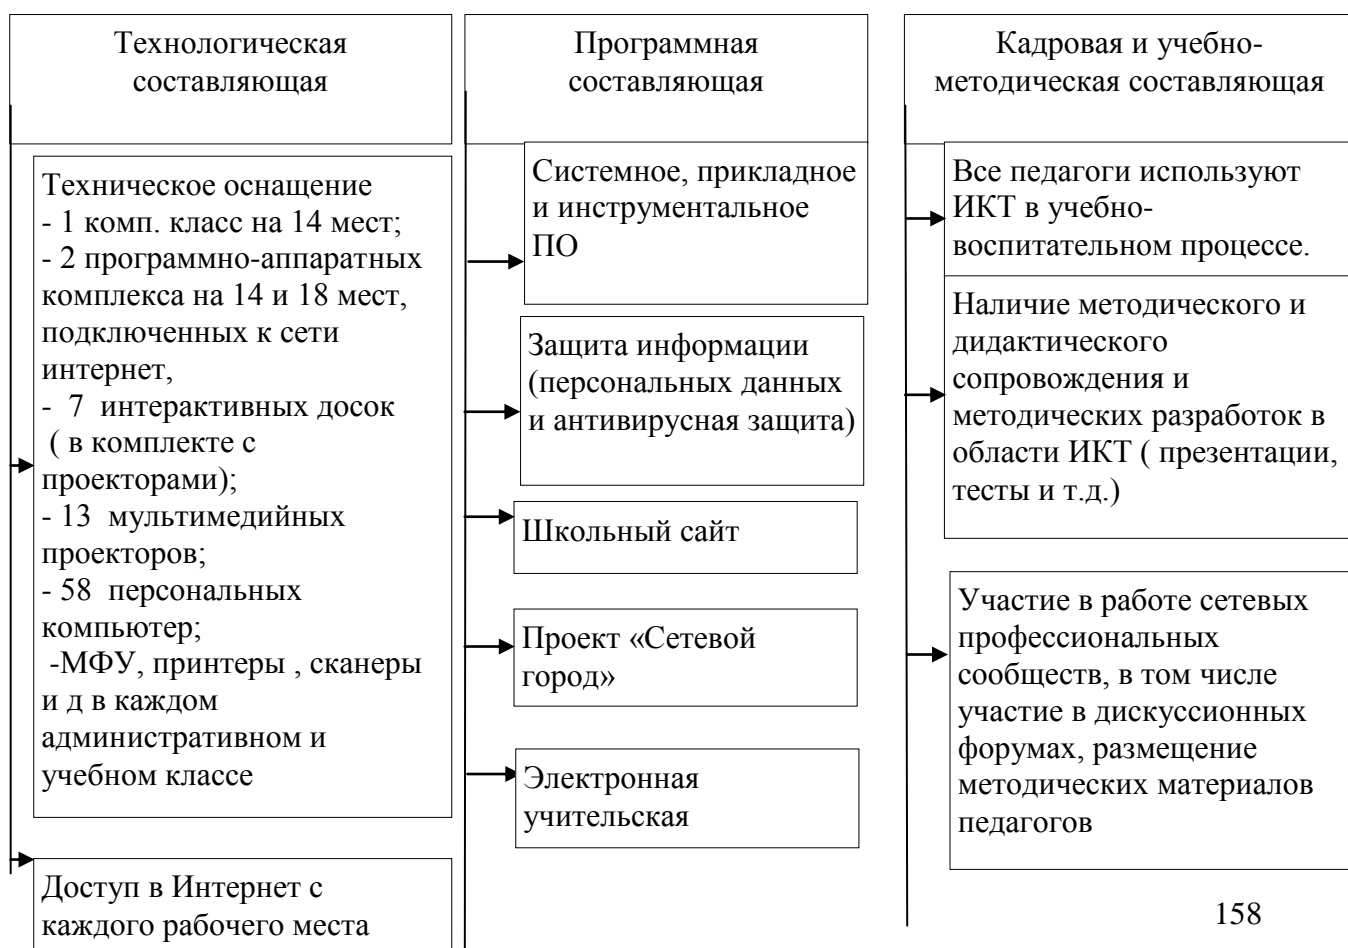 Технологическая
составляющая
Техническое оснащение
- 1 комп. класс на 14 мест;
- 2 программно-аппаратных
комплекса на 14 и 18 мест,
подключенных к сети
интернет,
- 7 интерактивных досок
( в комплекте с
проекторами);
- 13 мультимедийных
проекторов;
- 58 персональных
компьютер;
-МФУ, принтеры , сканеры
и д в каждом
административном и
учебном классе
Доступ в Интернет с
каждого рабочего места
Программная
составляющая
Системное, прикладное
и инструментальное
ПО
Защита информации
(персональных данных
и антивирусная защита)
Школьный сайт
Проект «Сетевой
город»
Электронная
учительская
Кадровая и учебно-
методическая составляющая
Все педагоги используют
ИКТ в учебно-
воспитательном процессе.
Наличие методического и
дидактического
сопровождения и
методических разработок в
области ИКТ ( презентации,
тесты и т.д.)
Участие в работе сетевых
профессиональных
сообществ, в том числе
участие в дискуссионных
форумах, размещение
методических материалов
педагогов
158